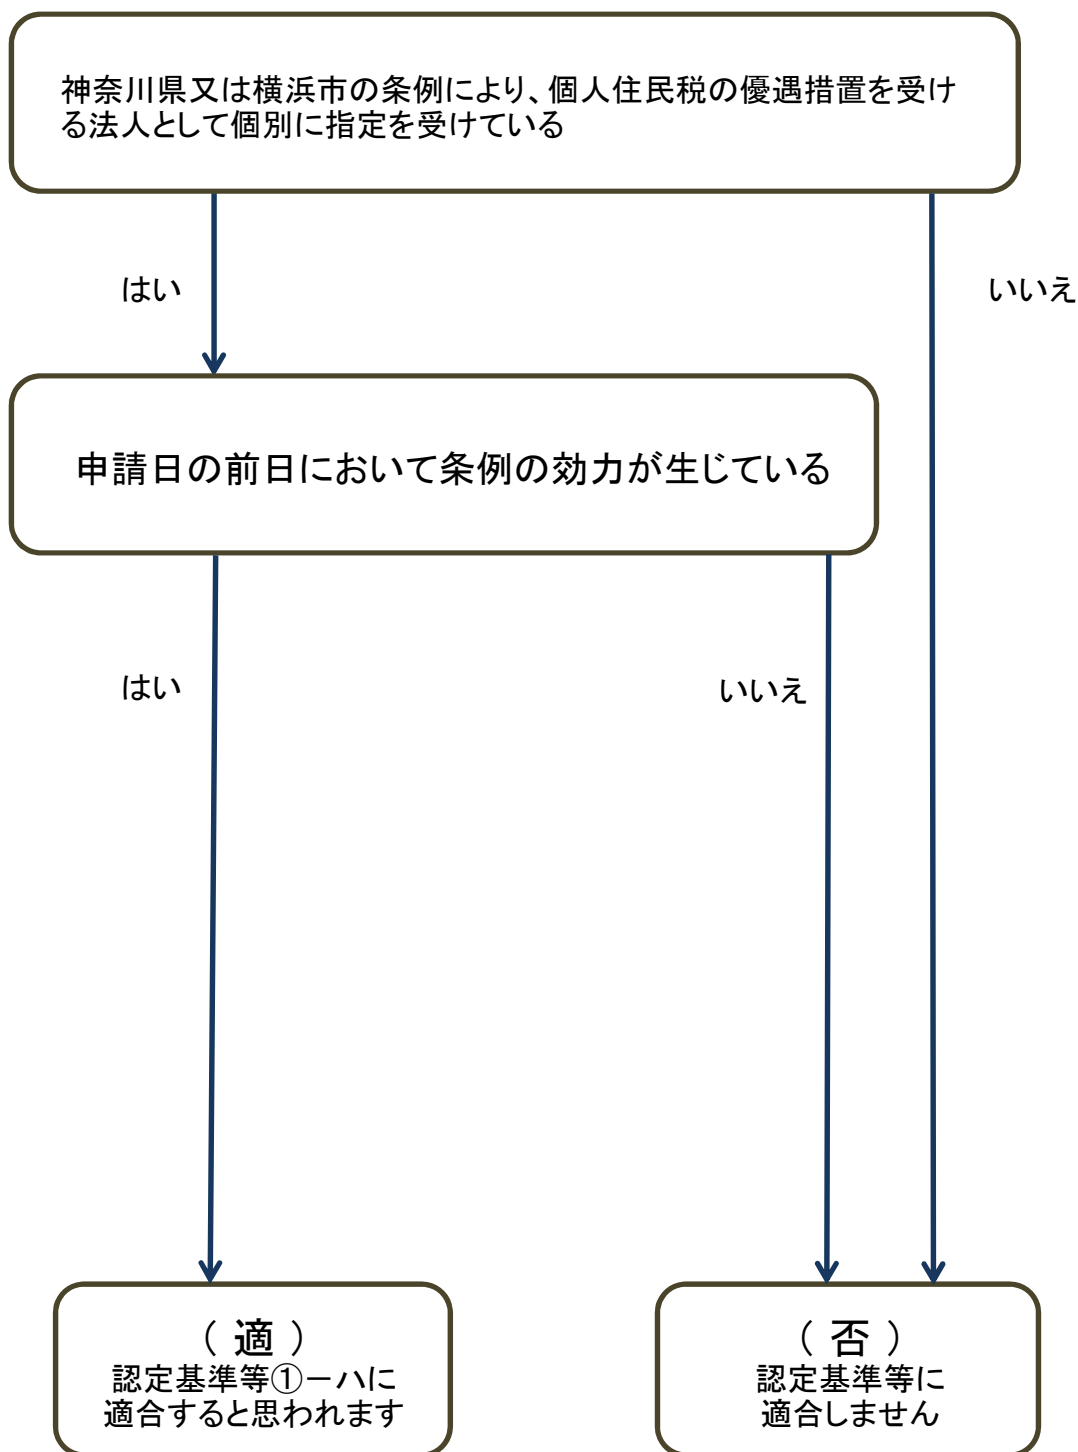 神奈川県又は横浜市の条例により、個人住民税の優遇措置を受け
る法人として個別に指定を受けている
はい
いいえ
申請日の前日において条例の効力が生じている
はい
いいえ
（ 適 ）
認定基準等①－ハに
適合すると思われます
（ 否 ）
認定基準等に
適合しません